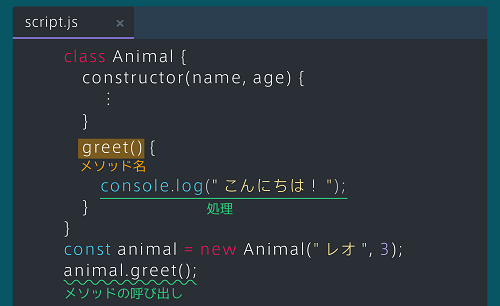 script.js ×
class Animal {
constructor(name, age) {
⋮
}
greet() {
メソッド名
console.log(" こんにちは！ ");
} 処理
}
const animal = new Animal(" レオ ", 3);
animal.greet();
メソッドの呼び出し